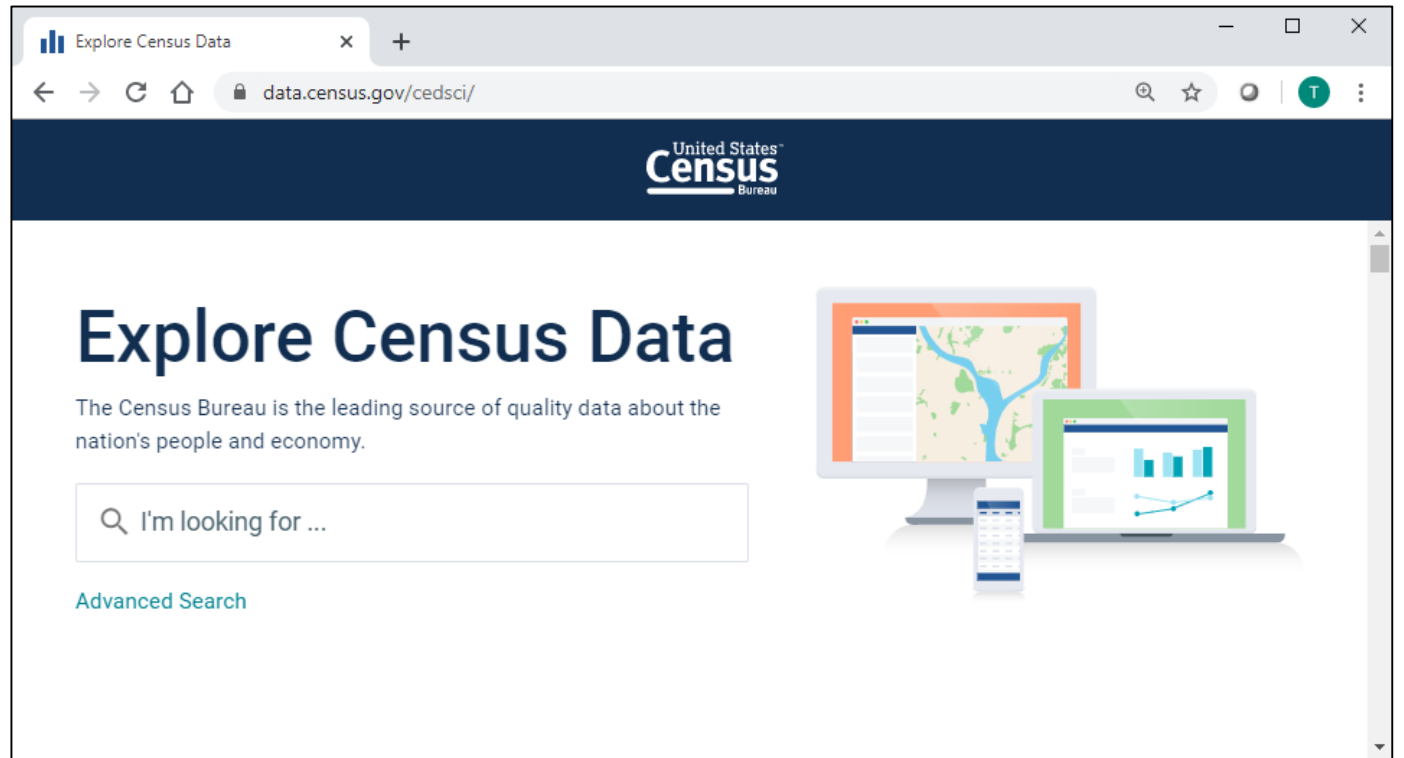 Explore Census Data
data.census.gov/cedsci/
T
United States™
Census
Bureau
Explore Census Data
The Census Bureau is the leading source of quality data about the
nation's people and economy.
I'm looking for ...
Advanced Search